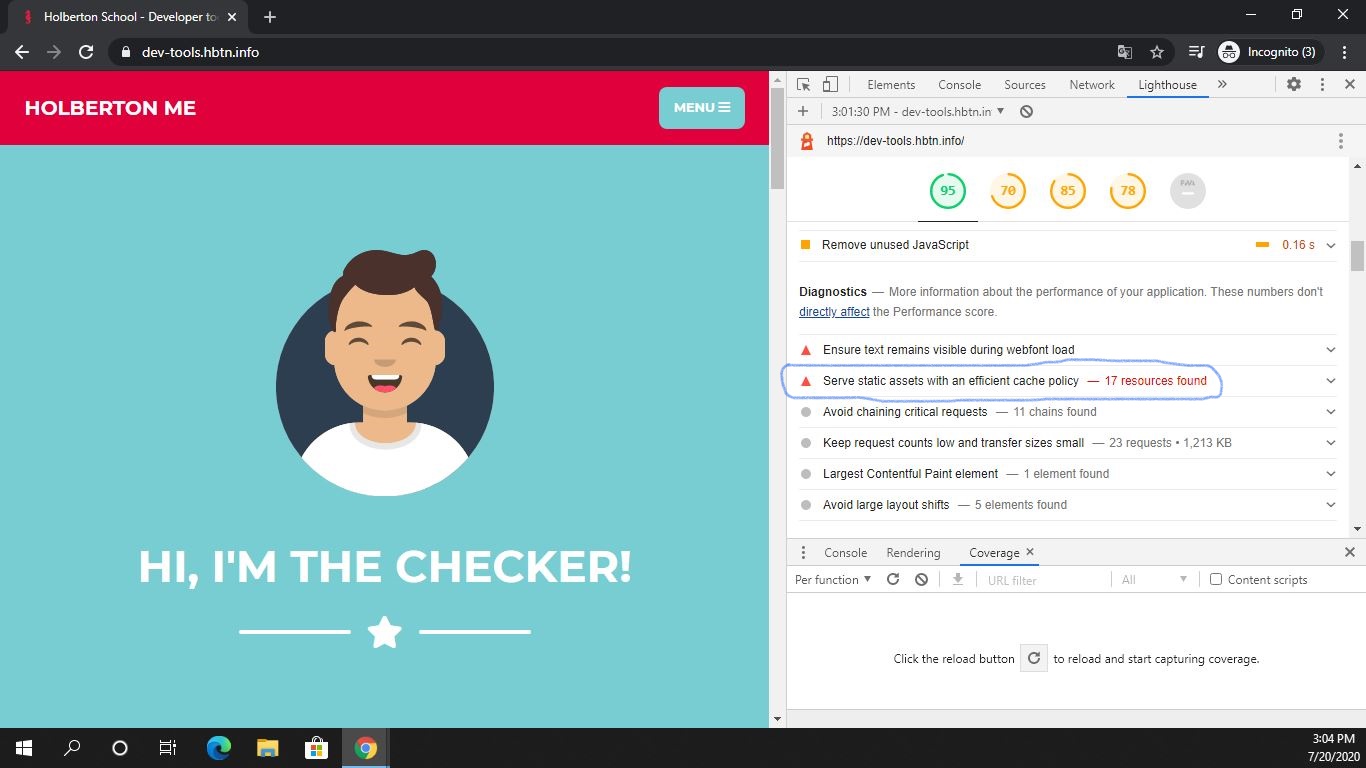 Holberton School - Developer to
dev-tools.hbtn.info
Incognito (3)
HOLBERTON ME
MENU
HI, I'M THE CHECKER!
Elements Console Sources Network Lighthouse »
3:01:30 PM - dev-tools.hbtn.in
https://dev-tools.hbtn.info/
95 70 85 78 PWA
Remove unused JavaScript 0.16 s
Diagnostics — More information about the performance of your application. These numbers don't
directly affect the Performance score.
Ensure text remains visible during webfont load
Serve static assets with an efficient cache policy — 17 resources found
Avoid chaining critical requests — 11 chains found
Keep request counts low and transfer sizes small — 23 requests • 1,213 KB
Largest Contentful Paint element — 1 element found
Avoid large layout shifts — 5 elements found
Console Rendering Coverage
Per function URL filter All Content scripts
Click the reload button to reload and start capturing coverage.
3:04 PM
7/20/2020